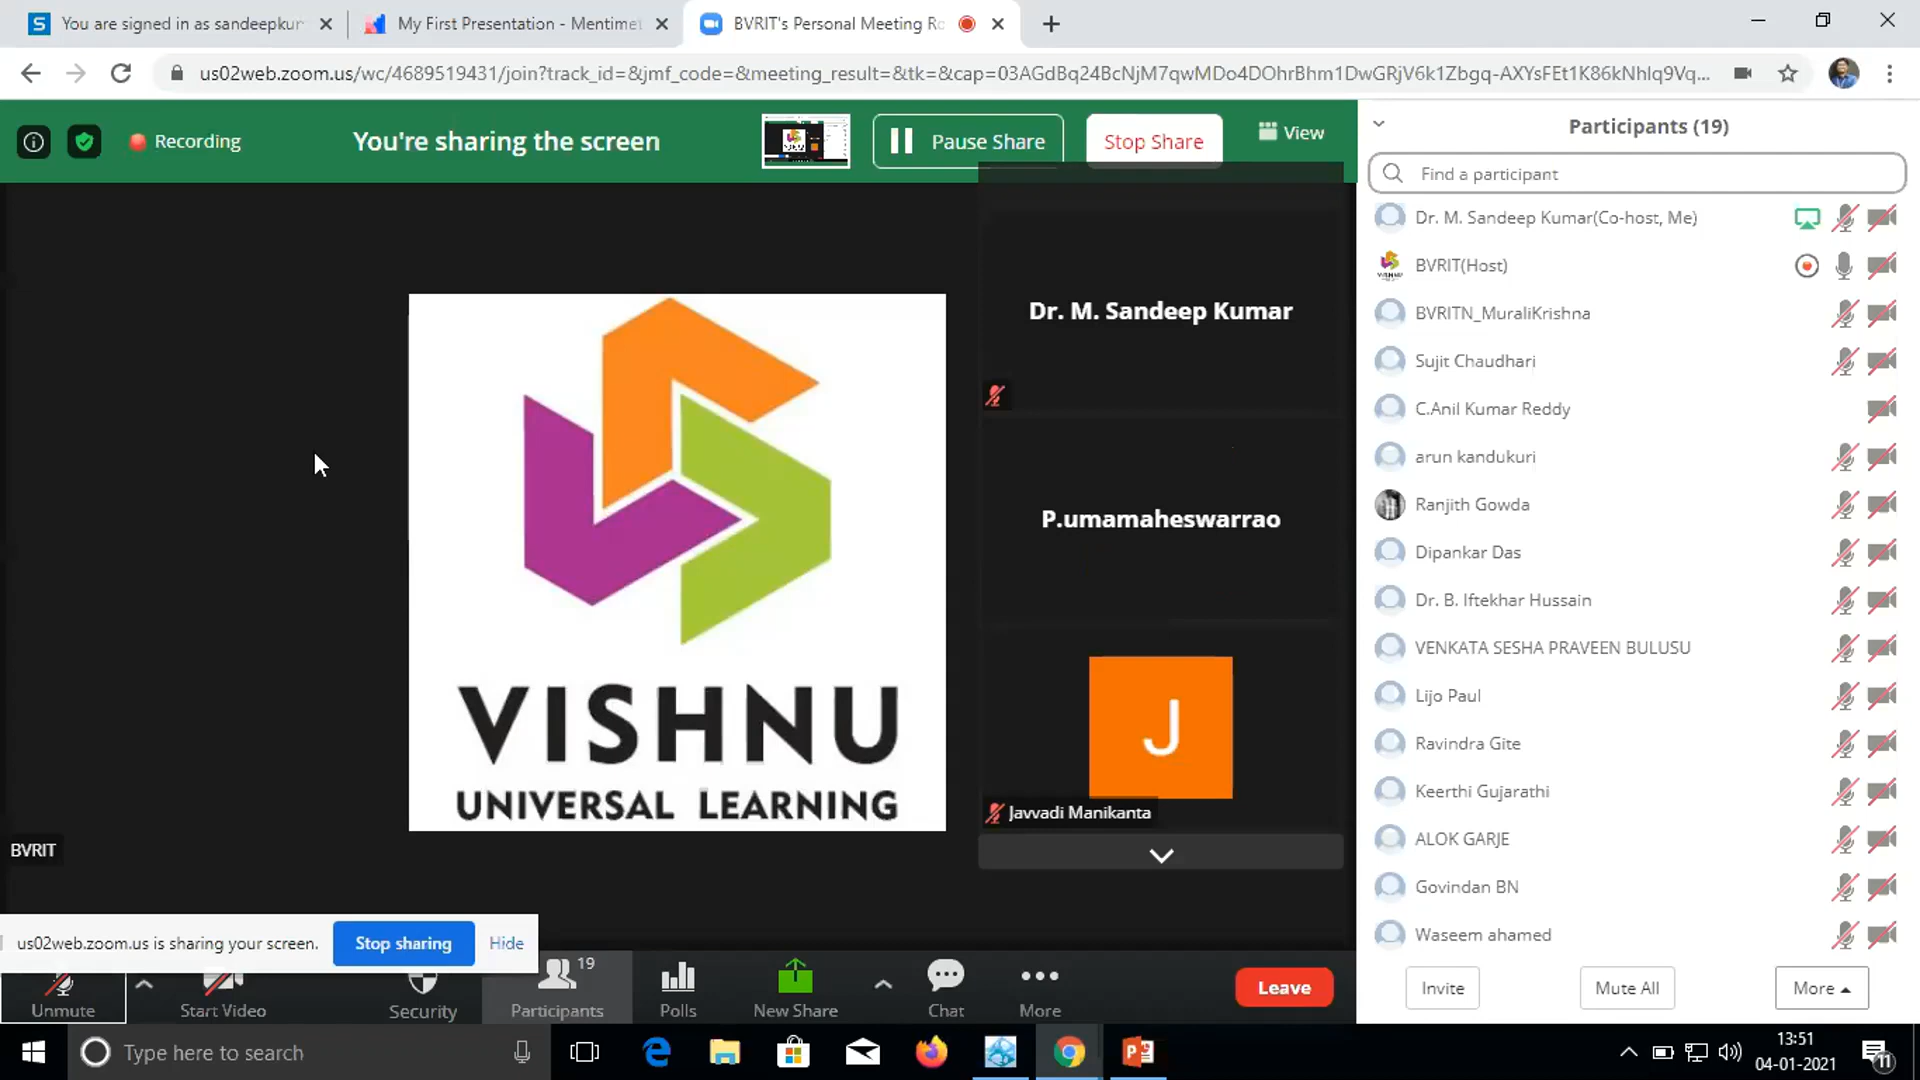 You are signed in as sandeepkur
My First Presentation - Mentimet
BVRIT's Personal Meeting Ro
us02web.zoom.us/wc/4689519431/join?track_id=&jmf_code=&meeting_result=&tk=&cap=03AGdBq24BcNjM7qwMDo4DOhrBhm1DwGRjV6k1Zbgq-AXYsFEt1K86kNhlq9Vq...
Recording
You're sharing the screen
Pause Share
Stop Share
View
Dr. M. Sandeep Kumar
P.umamaheswarrao
J
Javvadi Manikanta
VISHNU
UNIVERSAL LEARNING
BVRIT
us02web.zoom.us is sharing your screen.
Stop sharing
Hide
Unmute
Start Video
Security
19
Participants
Polls
New Share
Chat
More
Leave
Participants (19)
Find a participant
Dr. M. Sandeep Kumar(Co-host, Me)
BVRIT(Host)
BVRITN_MuraliKrishna
Sujit Chaudhari
C.Anil Kumar Reddy
arun kandukuri
Ranjith Gowda
Dipankar Das
Dr. B. Iftekhar Hussain
VENKATA SESHA PRAVEEN BULUSU
Lijo Paul
Ravindra Gite
Keerthi Gujarathi
ALOK GARJE
Govindan BN
Waseem ahamed
Invite
Mute All
More
Type here to search
13:51
04-01-2021
11